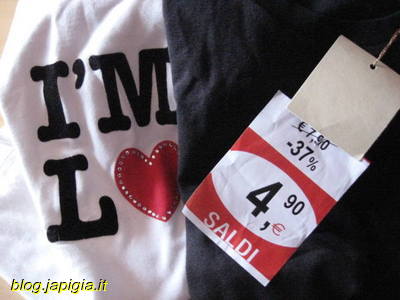 I'M
L
€ 7,90
-37%
4,90
€
SALDI
blog.japigia.it